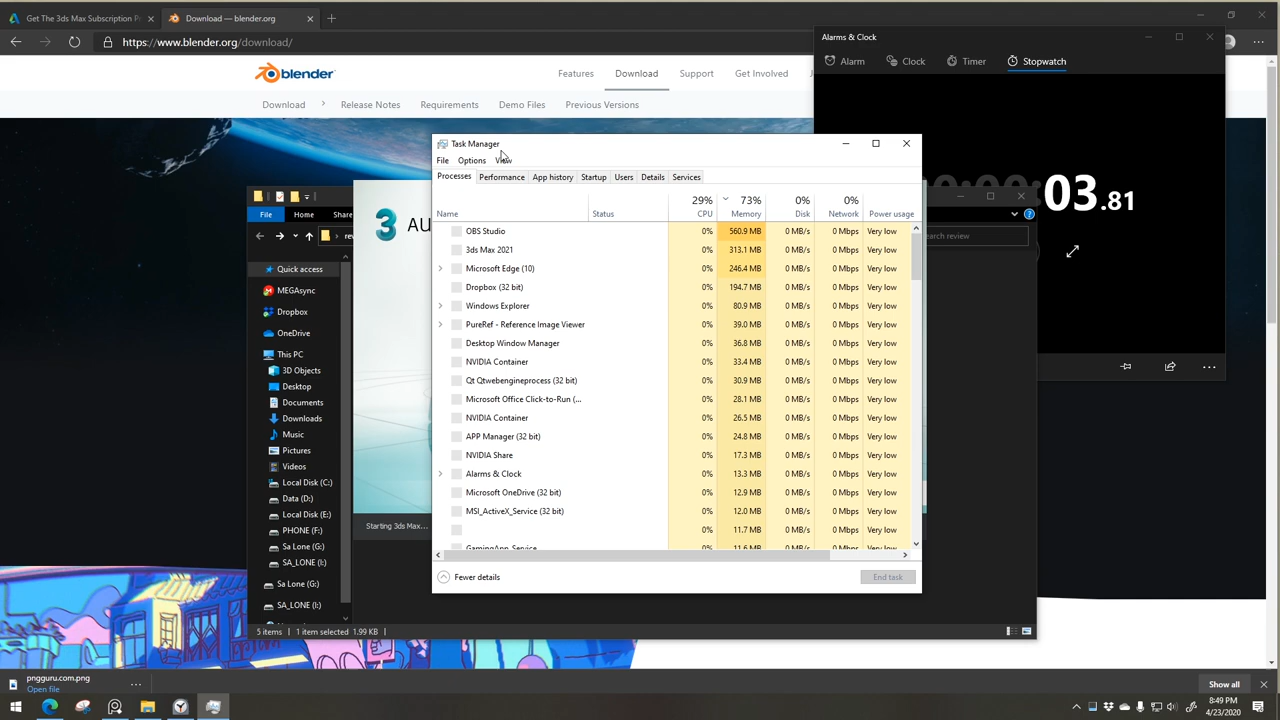 Get The 3ds Max Subscription P
Download — blender.org
https://www.blender.org/download/
blender
Features
Download
Support
Get Involved
Download
Release Notes
Requirements
Demo Files
Previous Versions
Alarms & Clock
Alarm
Clock
Timer
Stopwatch
03.81
File
Home
Share
Search review
Quick access
MEGAsync
Dropbox
OneDrive
This PC
3D Objects
Desktop
Documents
Downloads
Music
Pictures
Videos
Local Disk (C:)
Data (D:)
Local Disk (E:)
PHONE (F:)
Sa Lone (G:)
SA_LONE (I:)
Sa Lone (G:)
SA_LONE (I:)
5 items
1 item selected 1.99 KB
3 AU
Starting 3ds Max...
Task Manager
File Options View
Processes Performance App history Startup Users Details Services
29% 73% 0% 0%
Name Status CPU Memory Disk Network Power usage
OBS Studio 0% 560.9 MB 0 MB/s 0 Mbps Very low
3ds Max 2021 0% 313.1 MB 0 MB/s 0 Mbps Very low
Microsoft Edge (10) 0% 246.4 MB 0 MB/s 0 Mbps Very low
Dropbox (32 bit) 0% 194.7 MB 0 MB/s 0 Mbps Very low
Windows Explorer 0% 80.9 MB 0 MB/s 0 Mbps Very low
PureRef - Reference Image Viewer 0% 39.0 MB 0 MB/s 0 Mbps Very low
Desktop Window Manager 0% 36.8 MB 0 MB/s 0 Mbps Very low
NVIDIA Container 0% 33.4 MB 0 MB/s 0 Mbps Very low
Qt Qtwebengineprocess (32 bit) 0% 30.9 MB 0 MB/s 0 Mbps Very low
Microsoft Office Click-to-Run (... 0% 28.1 MB 0 MB/s 0 Mbps Very low
NVIDIA Container 0% 26.5 MB 0 MB/s 0 Mbps Very low
APP Manager (32 bit) 0% 24.8 MB 0 MB/s 0 Mbps Very low
NVIDIA Share 0% 17.3 MB 0 MB/s 0 Mbps Very low
Alarms & Clock 0% 13.3 MB 0 MB/s 0 Mbps Very low
Microsoft OneDrive (32 bit) 0% 12.9 MB 0 MB/s 0 Mbps Very low
MSI_ActiveX_Service (32 bit) 0% 12.0 MB 0 MB/s 0 Mbps Very low
0% 11.7 MB 0 MB/s 0 Mbps Very low
GamingApp_Service 0% 11.6 MB 0 MB/s 0 Mbps Very low
Fewer details
End task
pngguru.com.png
Open file
Show all
8:49 PM
4/23/2020